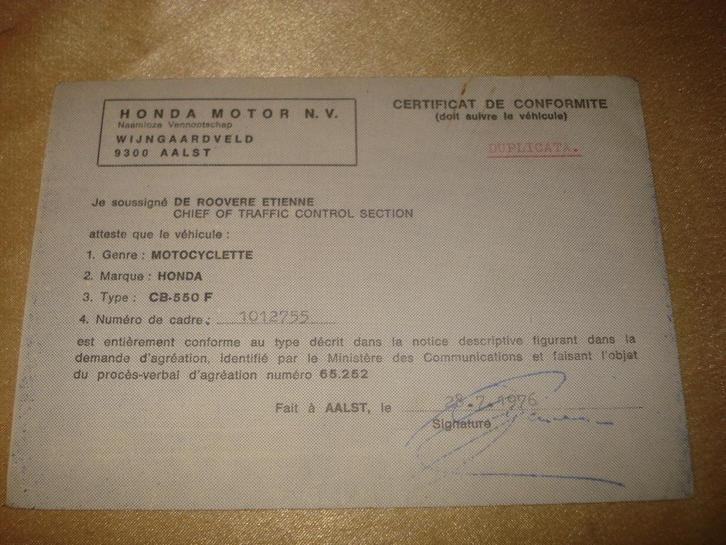 HONDA MOTOR N.V.
Naamloze Vennootschap
WIJNGAARDVELD
9300 AALST
CERTIFICAT DE CONFORMITE
(doit suivre le véhicule)
DUPLICATA.
Je soussigné DE ROOVERE ETIENNE
CHIEF OF TRAFFIC CONTROL SECTION
atteste que le véhicule :
1. Genre : MOTOCYCLETTE
2. Marque : HONDA
3. Type : CB-550 F
4. Numéro de cadre : 1012755
est entièrement conforme au type décrit dans la notice descriptive figurant dans la
demande d'agréation, identifié par le Ministère des Communications et faisant l'objet
du procès-verbal d'agréation numéro 65.252
Fait à AALST, le 28.7.1976
Signature